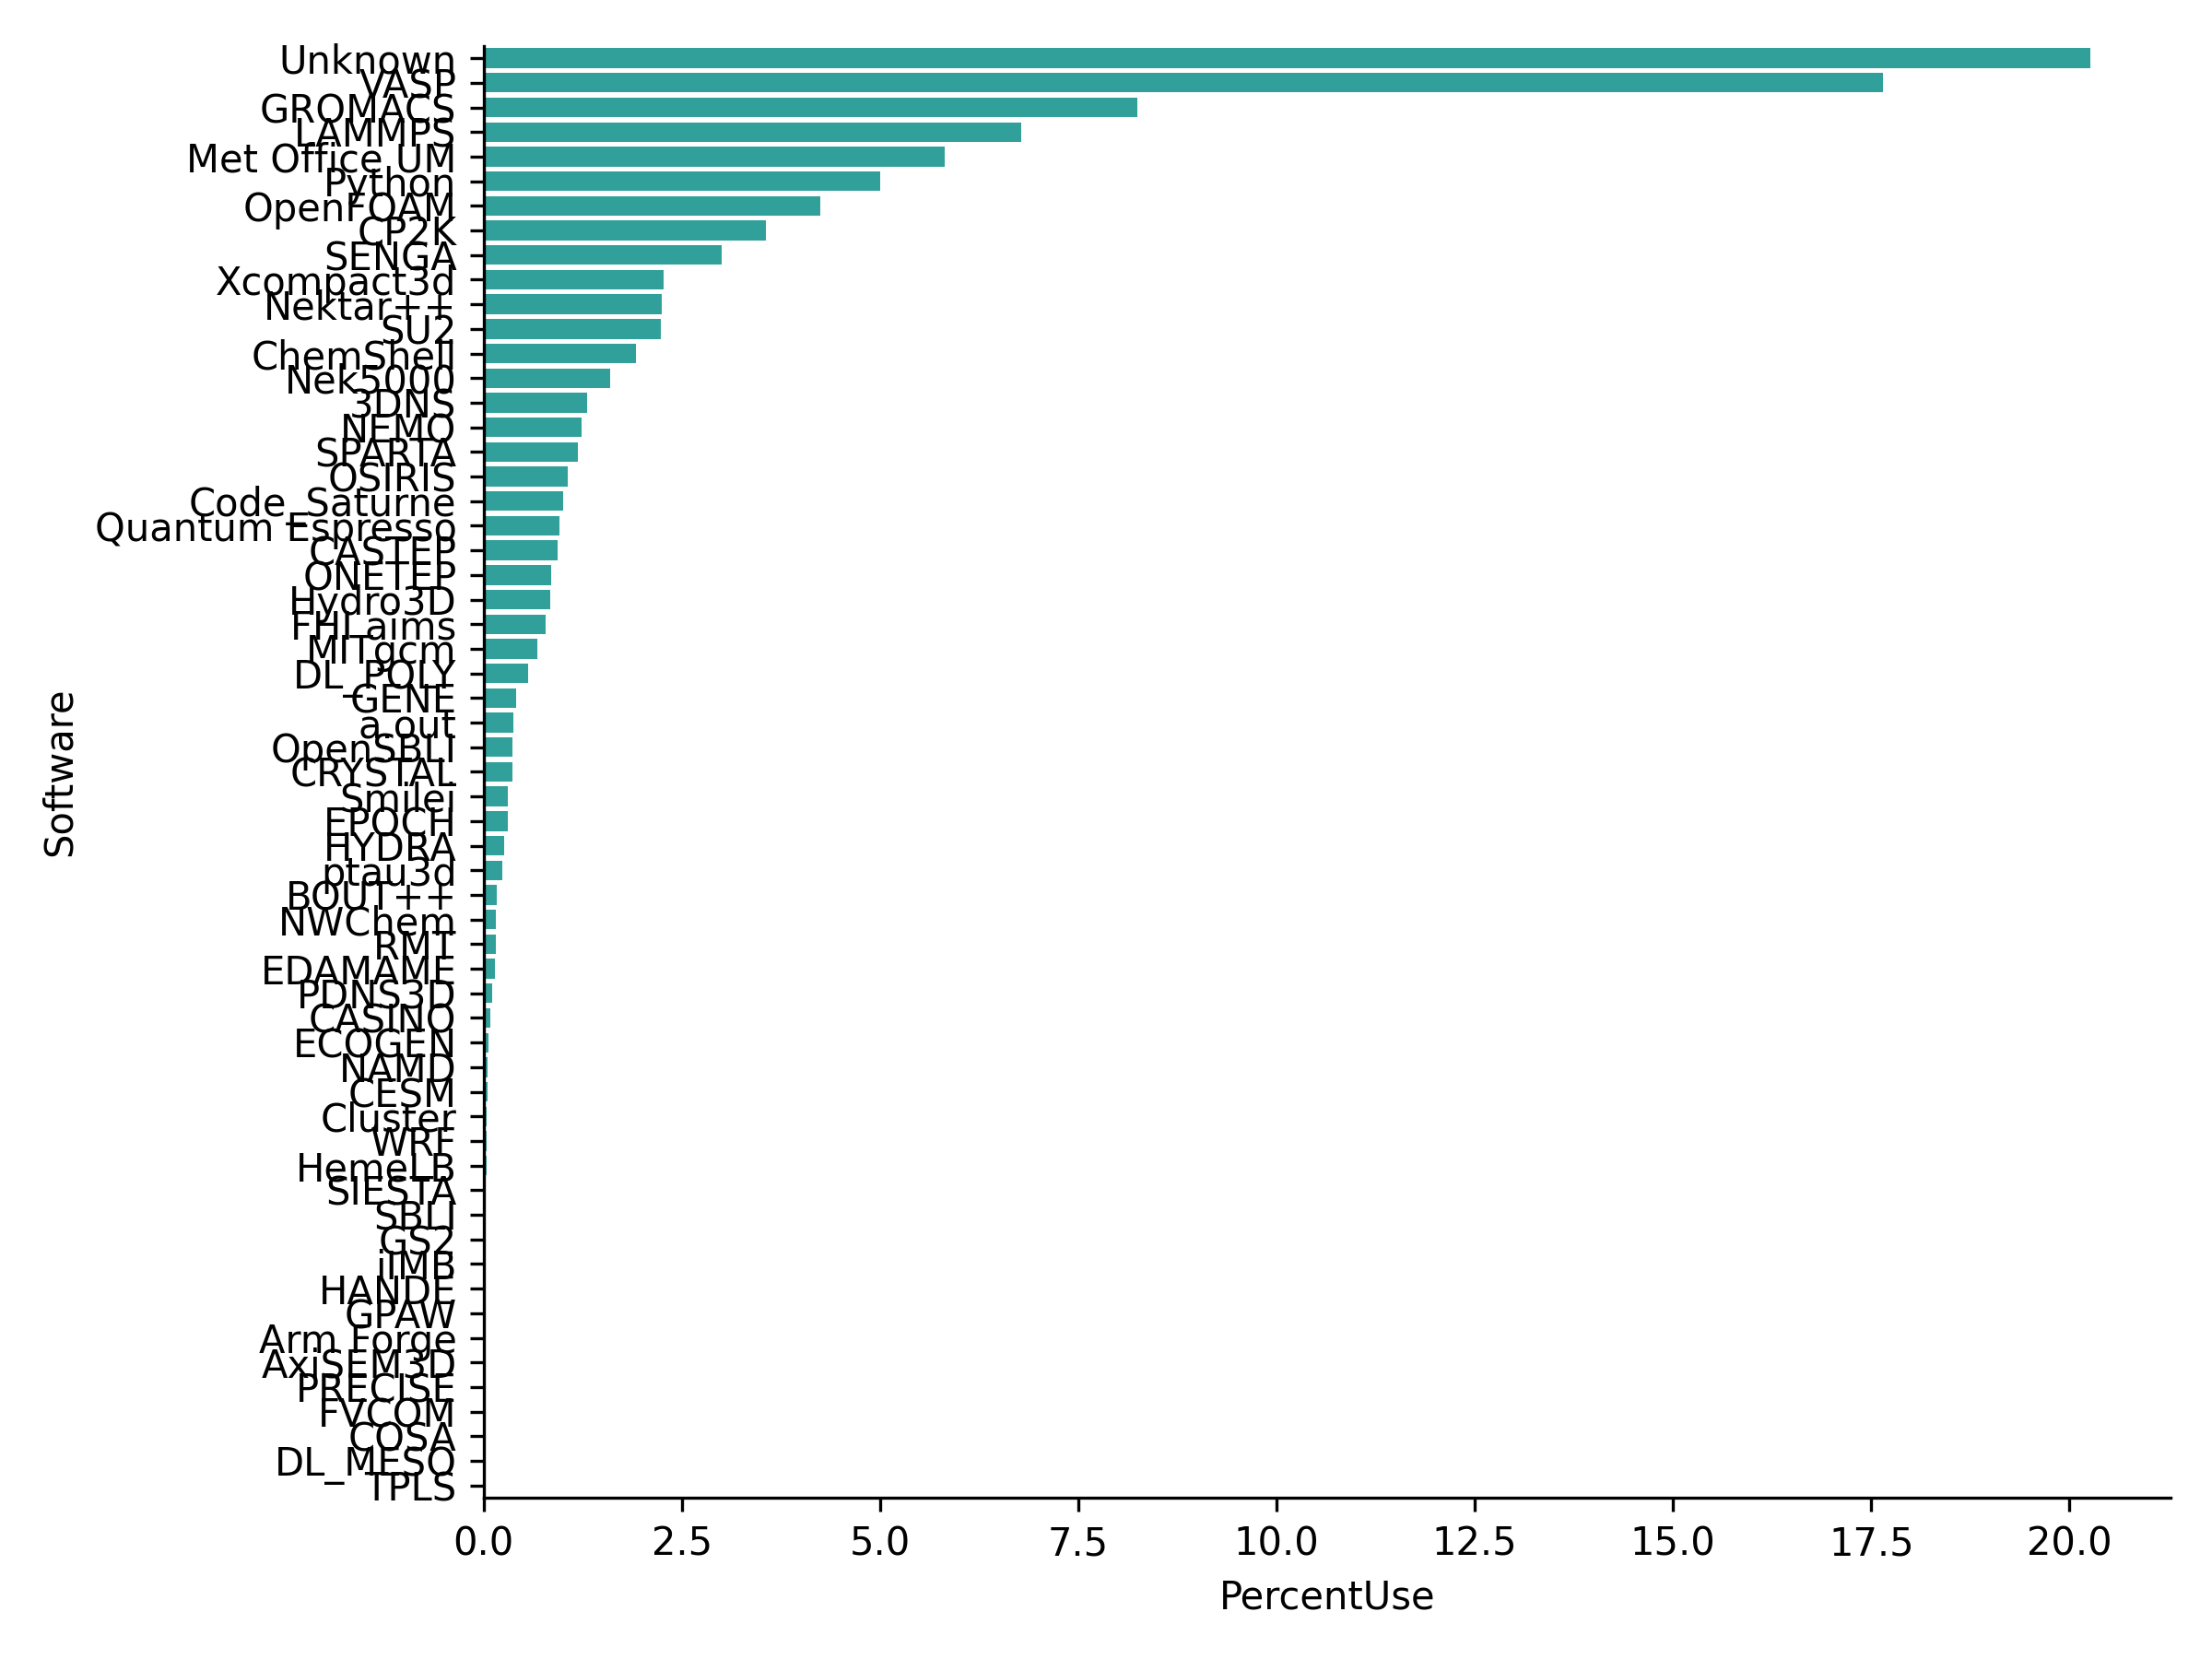 Unknown
VASP
GROMACS
LAMMPS
Met Office UM
Python
OpenFOAM
CP2K
SENGA
Xcompact3d
Nektar++
SU2
ChemShell
Nek5000
3DNS
NEMO
SPARTA
OSIRIS
Code_Saturne
Quantum Espresso
CASTEP
ONETEP
Hydro3D
FHI aims
MITgcm
DL_POLY
GENE
a.out
OpenSBLI
CRYSTAL
Smilei
EPOCH
HYDRA
ptau3d
BOUT++
NWChem
RMT
EDAMAME
PDNS3D
CASINO
ECOGEN
NAMD
CESM
Cluster
WRF
HemeLB
SIESTA
SBLI
GS2
iIMB
HANDE
GPAW
Arm Forge
AxiSEM3D
PRECISE
FVCOM
COSA
DL_MESO
TPLS
Software
0.0 2.5 5.0 7.5 10.0 12.5 15.0 17.5 20.0
PercentUse